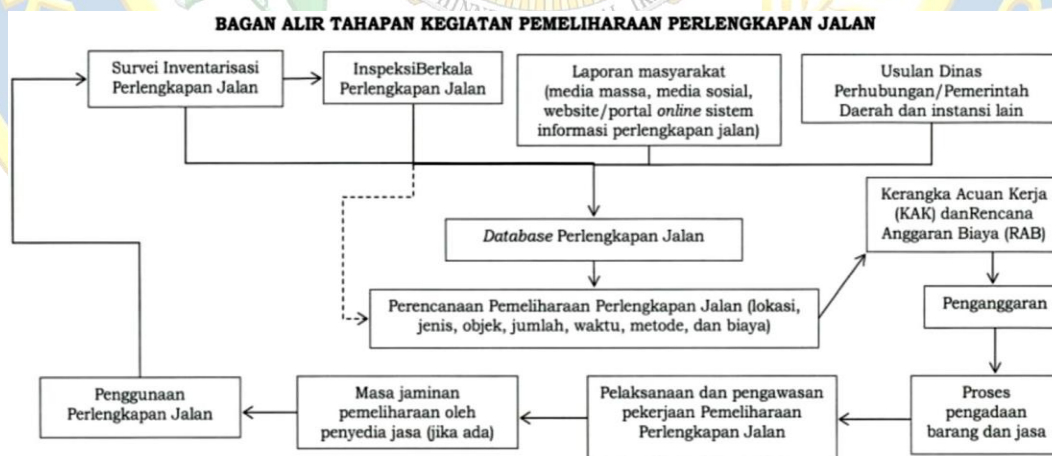 BAGAN ALIR TAHAPAN KEGIATAN PEMELIHARAAN PERLENGKAPAN JALAN
Survei Inventarisasi
Perlengkapan Jalan
InspeksiBerkala
Perlengkapan Jalan
Laporan masyarakat
(media massa, media sosial,
website/portal online sistem
informasi perlengkapan jalan)
Usulan Dinas
Perhubungan/Pemerintah
Daerah dan instansi lain
Kerangka Acuan Kerja
(KAK) danRencana
Anggaran Biaya (RAB)
Database Perlengkapan Jalan
Perencanaan Pemeliharaan Perlengkapan Jalan (lokasi,
jenis, objek, jumlah, waktu, metode, dan biaya)
Penganggaran
Penggunaan
Perlengkapan Jalan
Masa jaminan
pemeliharaan oleh
penyedia jasa (jika ada)
Pelaksanaan dan pengawasan
pekerjaan Pemeliharaan
Perlengkapan Jalan
Proses
pengadaan
barang dan jasa